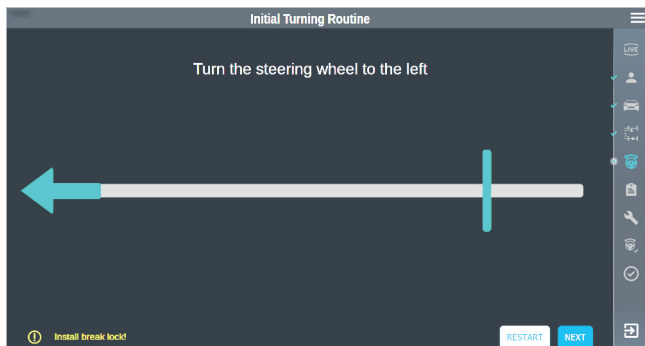 Initial Turning Routine
LIVE
Turn the steering wheel to the left
Install break lock!
RESTART
NEXT